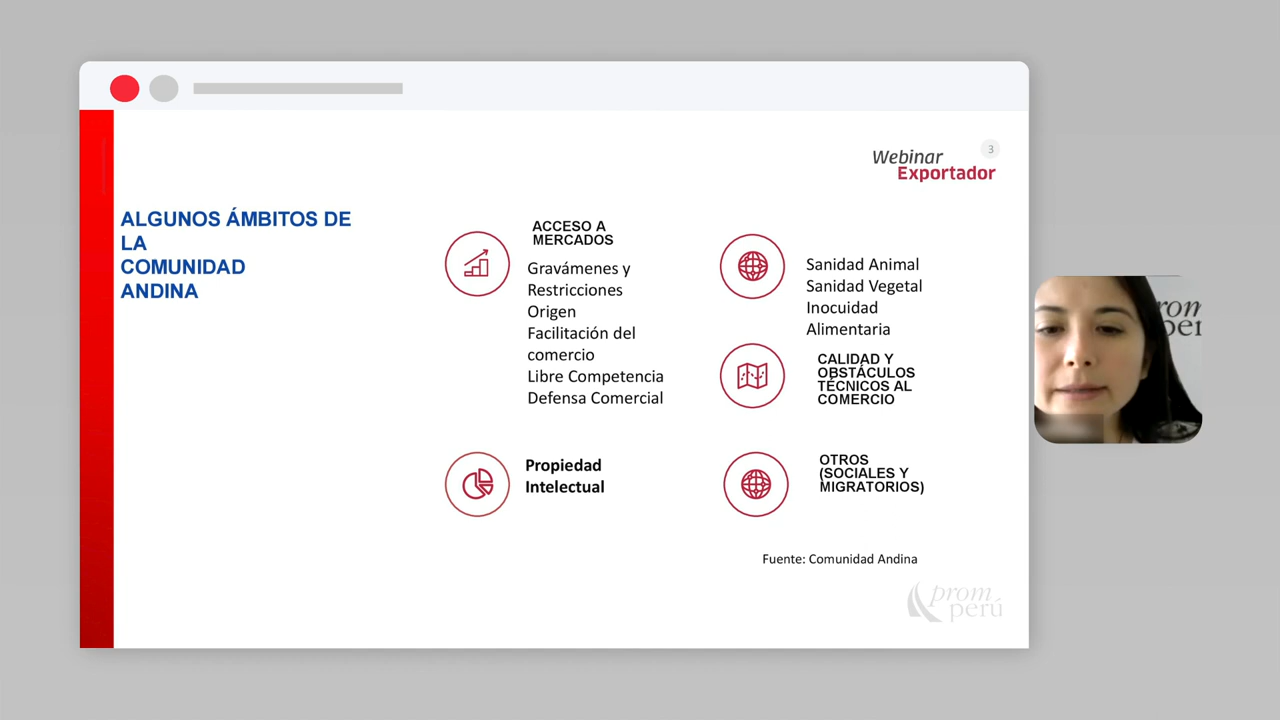 Webinar
Exportador
3
ALGUNOS ÁMBITOS DE
LA
COMUNIDAD
ANDINA
ACCESO A
MERCADOS
Gravámenes y
Restricciones
Origen
Facilitación del
comercio
Libre Competencia
Defensa Comercial
Propiedad
Intelectual
Sanidad Animal
Sanidad Vegetal
Inocuidad
Alimentaria
CALIDAD Y
OBSTÁCULOS
TÉCNICOS AL
COMERCIO
OTROS
(SOCIALES Y
MIGRATORIOS)
Fuente: Comunidad Andina
prom
perú